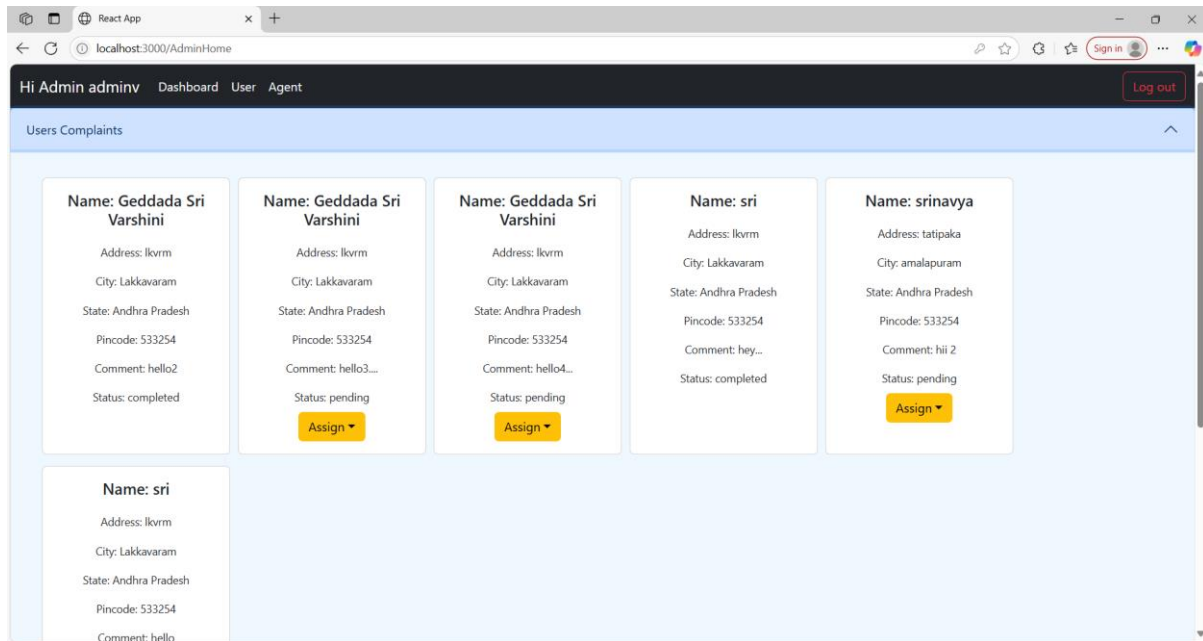 React App
localhost:3000/AdminHome
Sign in
Hi Admin adminv Dashboard User Agent Log out
Users Complaints
Name: Geddada Sri
Varshini
Address: lkvrm
City: Lakkavaram
State: Andhra Pradesh
Pincode: 533254
Comment: hello2
Status: completed
Name: Geddada Sri
Varshini
Address: lkvrm
City: Lakkavaram
State: Andhra Pradesh
Pincode: 533254
Comment: hello3....
Status: pending
Assign
Name: Geddada Sri
Varshini
Address: lkvrm
City: Lakkavaram
State: Andhra Pradesh
Pincode: 533254
Comment: hello4...
Status: pending
Assign
Name: sri
Address: lkvrm
City: Lakkavaram
State: Andhra Pradesh
Pincode: 533254
Comment: hey...
Status: completed
Name: srinavya
Address: tatipaka
City: amalapuram
State: Andhra Pradesh
Pincode: 533254
Comment: hii 2
Status: pending
Assign
Name: sri
Address: lkvrm
City: Lakkavaram
State: Andhra Pradesh
Pincode: 533254
Comment: hello